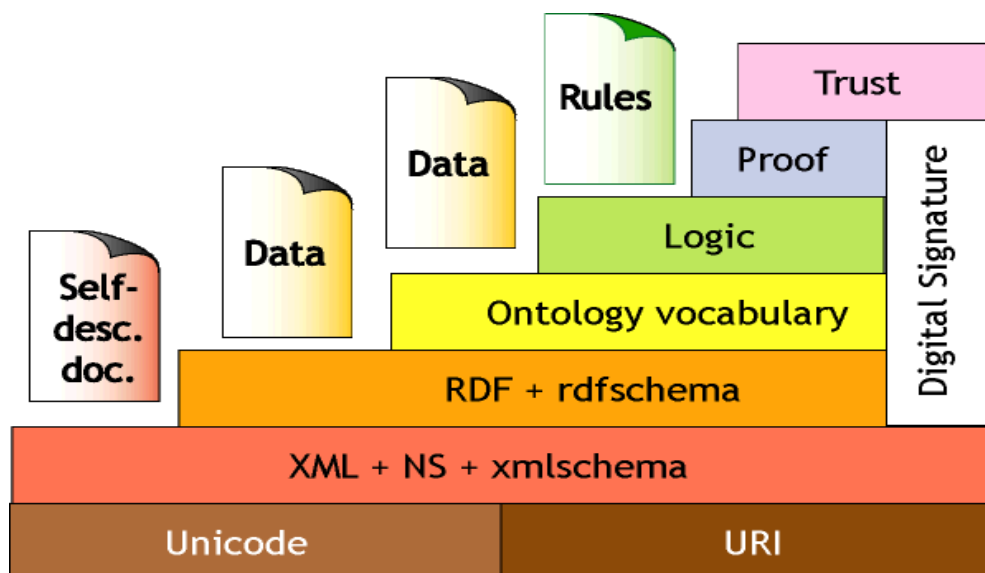 Rules
Trust
Data
Proof
Data
Logic
Self-
desc.
doc.
Ontology vocabulary
Digital Signature
RDF + rdfschema
XML + NS + xmlschema
Unicode
URI